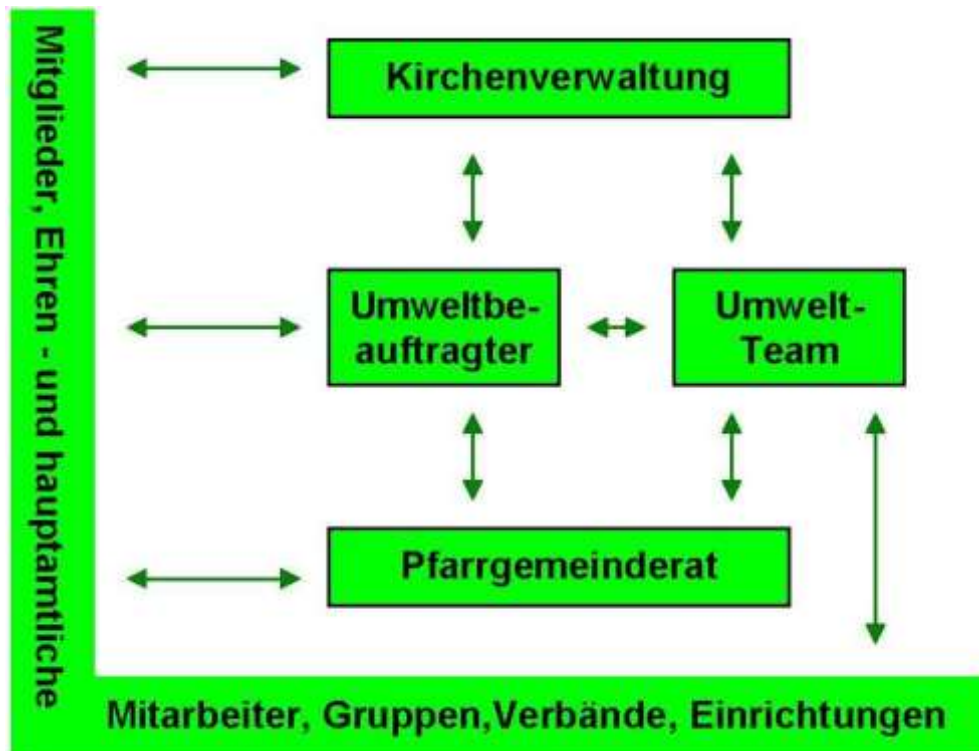 Mitglieder, Ehren - und hauptamtliche
Mitarbeiter, Gruppen,Verbände, Einrichtungen
Kirchenverwaltung
Umweltbe-
auftragter
Umwelt-
Team
Pfarrgemeinderat